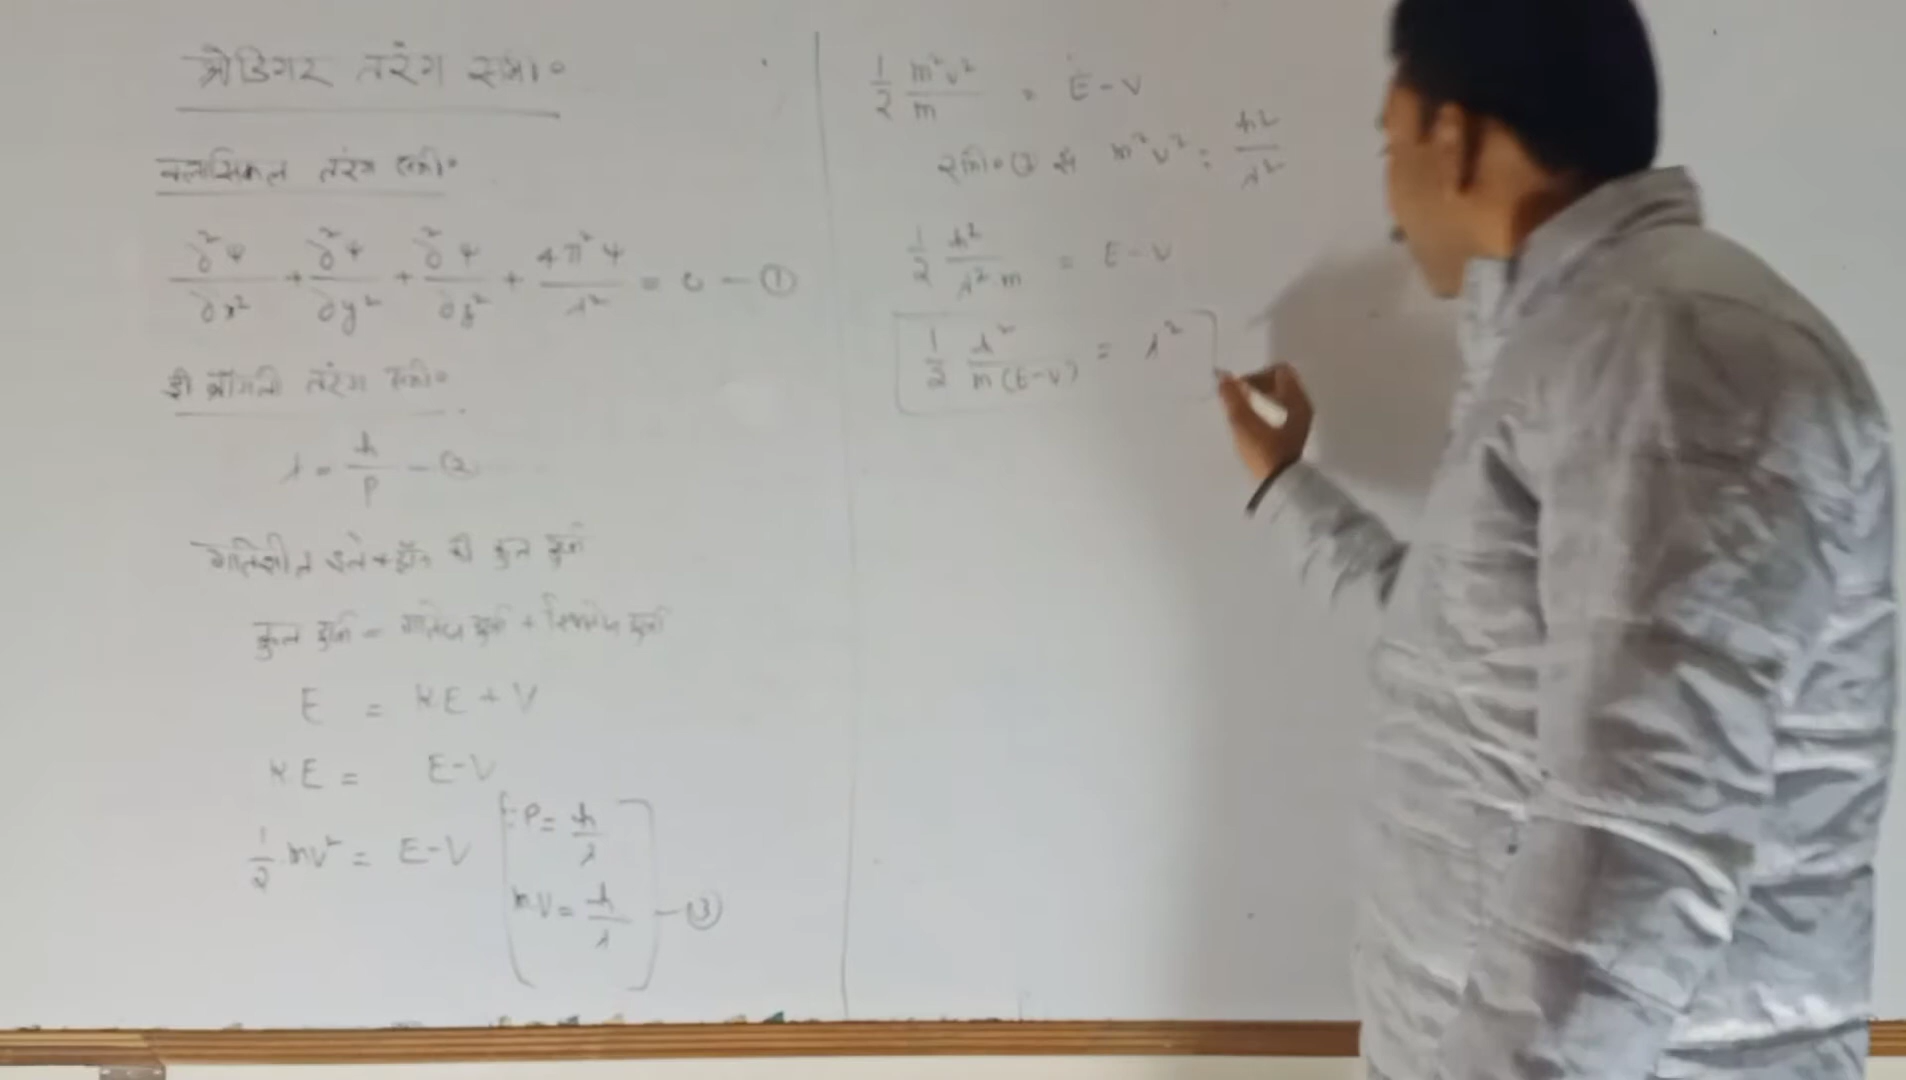 श्रोडिंगर तरंग समी०
क्लासिकल तरंग समी०
∂²ψ/∂x² + ∂²ψ/∂y² + ∂²ψ/∂z² + 4π²ψ/λ² = 0 — ①
डी ब्रोगली तरंग समी०
λ = h/p — ②
गतिशील इलेक्ट्रॉन की कुल ऊर्जा
कुल ऊर्जा = गतिज ऊर्जा + स्थितिज ऊर्जा
E = KE + V
KE = E - V
1/2 mv² = E - V
P = h/λ
mv = h/λ — ③
1/2 m²v²/m = E - V
समी० ③ से m²v² = h²/λ²
1/2 h²/λ²m = E - V
1/2 h²/m(E-V) = λ²